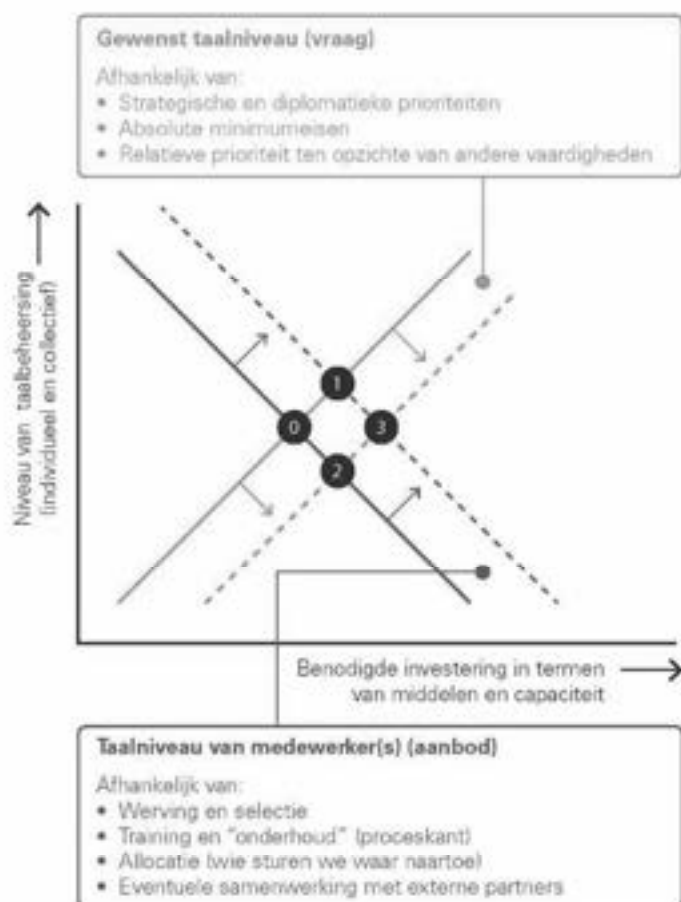 Gewenst taalniveau (vraag)
Afhankelijk van:
• Strategische en diplomatieke prioriteiten
• Absolute minimumeisen
• Relatieve prioriteit ten opzichte van andere vaardigheden
Niveau van taalbeheersing
(individueel en collectief)
1
0
3
2
Benodigde investering in termen
van middelen en capaciteit
Taalniveau van medewerker(s) (aanbod)
Afhankelijk van:
• Werving en selectie
• Training en "onderhoud" (proceskant)
• Allocatie (wie sturen we waar naartoe)
• Eventuele samenwerking met externe partners